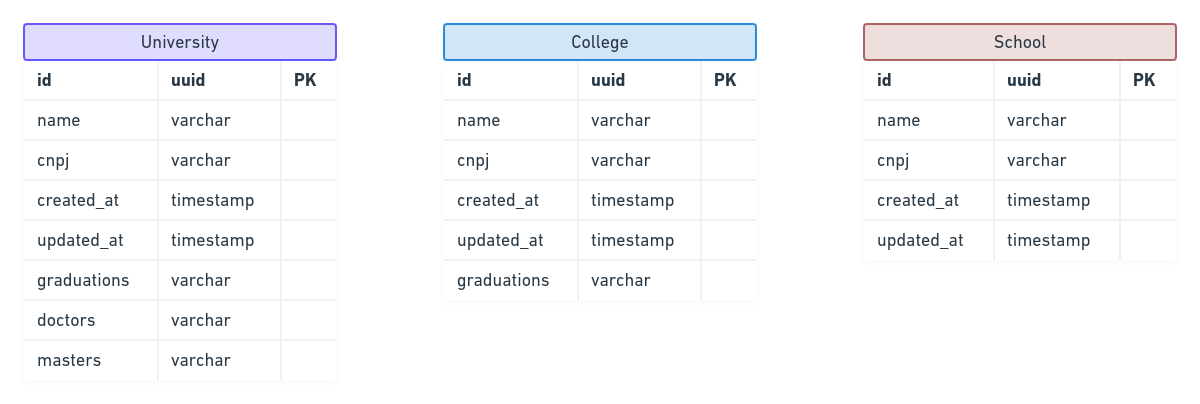 University
id uuid PK
name varchar
cnpj varchar
created_at timestamp
updated_at timestamp
graduations varchar
doctors varchar
masters varchar
College
id uuid PK
name varchar
cnpj varchar
created_at timestamp
updated_at timestamp
graduations varchar
School
id uuid PK
name varchar
cnpj varchar
created_at timestamp
updated_at timestamp